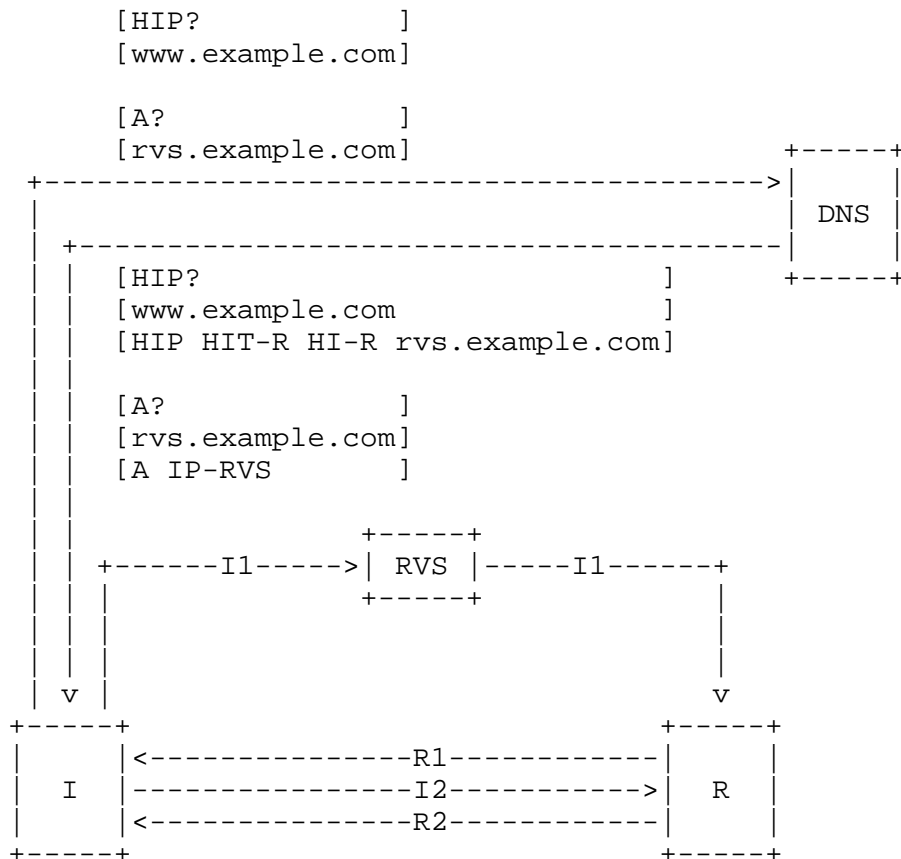 [HIP? ]
[www.example.com]
[A? ]
[rvs.example.com]
DNS
[HIP? ]
[www.example.com ]
[HIP HIT-R HI-R rvs.example.com]
[A? ]
[rvs.example.com]
[A IP-RVS ]
I1 RVS I1
R1
I I2 R
R2